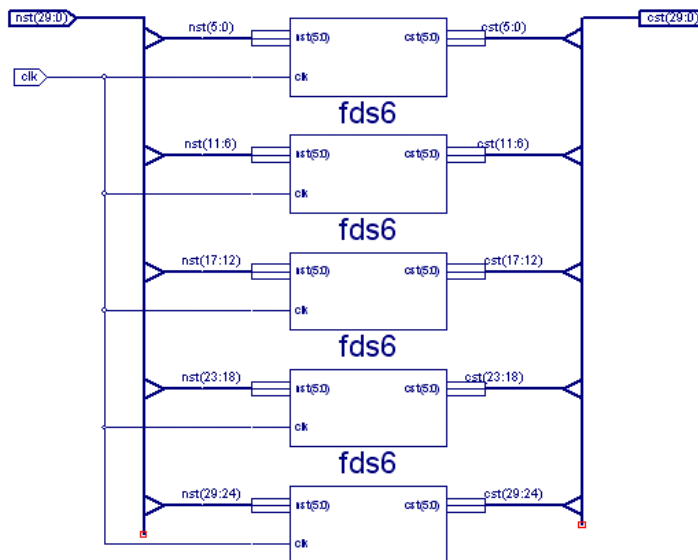 nst(29:0) cst(29:0)
nst(5:0) cst(5:0)
nst(5:0) cst(5:0)
clk clk
fds6
nst(11:6) cst(11:6)
nst(5:0) cst(5:0)
clk
fds6
nst(17:12) cst(17:12)
nst(5:0) cst(5:0)
clk
fds6
nst(23:18) cst(23:18)
nst(5:0) cst(5:0)
clk
fds6
nst(29:24) cst(29:24)
nst(5:0) cst(5:0)
clk